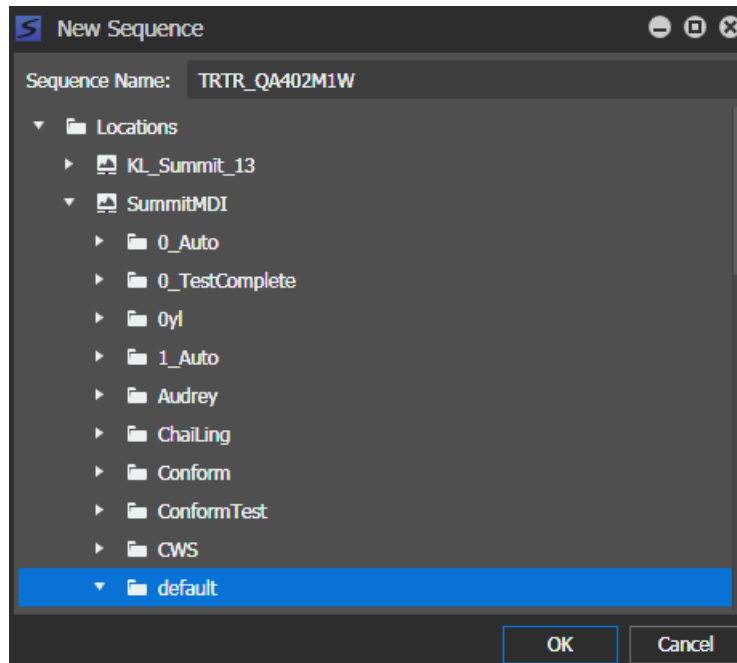 New Sequence
Sequence Name: TRTR_QA402M1W
Locations
KL_Summit_13
SummitMDI
0_Auto
0_TestComplete
0yl
1_Auto
Audrey
ChaiLing
Conform
ConformTest
CWS
default
OK Cancel